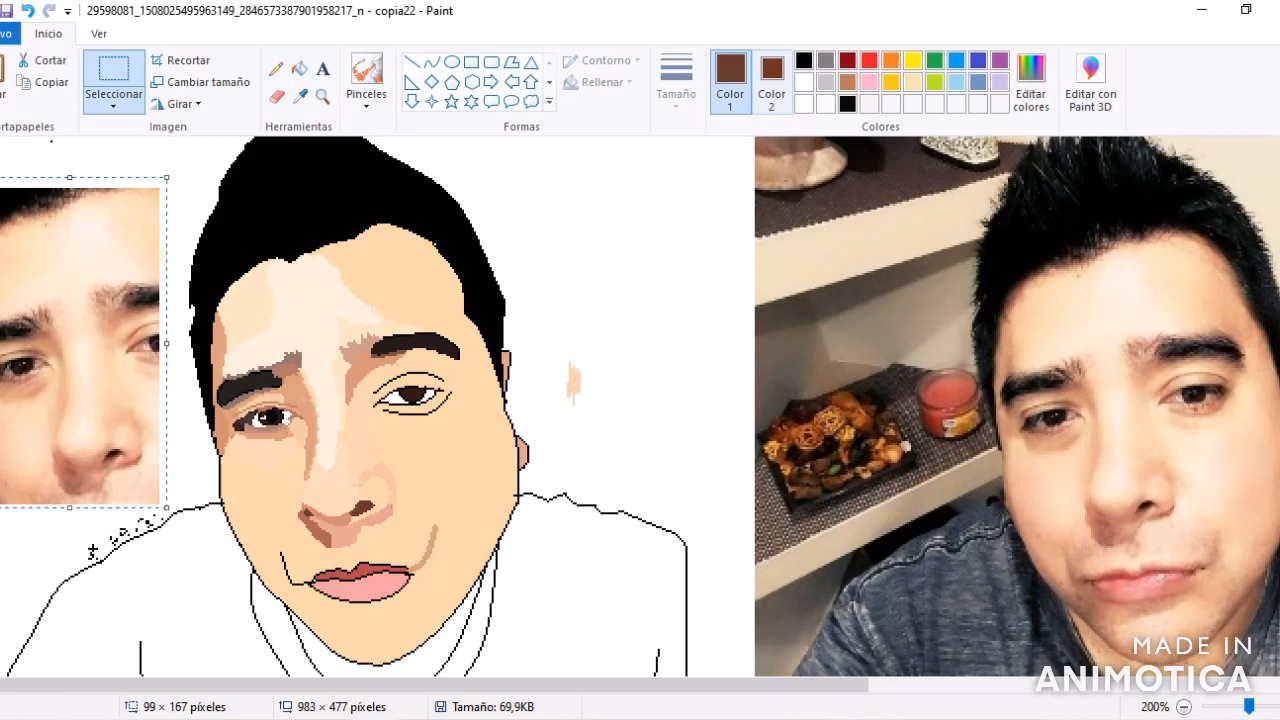 29598081_1508025495963149_2846573387901958217_n - copia22 - Paint
vo Inicio Ver
Cortar
Copiar
ar
rtapapeles
Seleccionar
Recortar
Cambiar tamaño
Girar
Imagen
A
Herramientas
Pinceles
Contorno
Rellenar
Formas
Tamaño
Color
1
Color
2
Editar
colores
Editar con
Paint 3D
Colores
MADE IN
ANIMOTICA
99 × 167 píxeles
983 × 477 píxeles
Tamaño: 69,9KB
200%